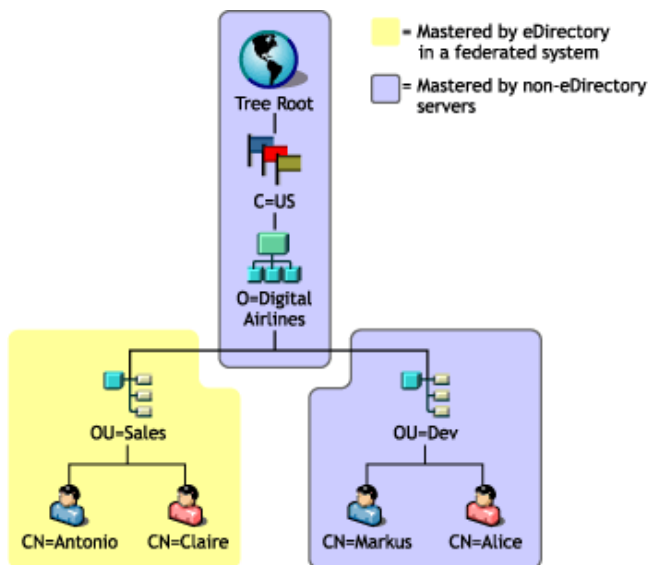 = Mastered by eDirectory
in a federated system
= Mastered by non-eDirectory
servers
Tree Root
C=US
O=Digital
Airlines
OU=Sales
OU=Dev
CN=Antonio
CN=Claire
CN=Markus
CN=Alice